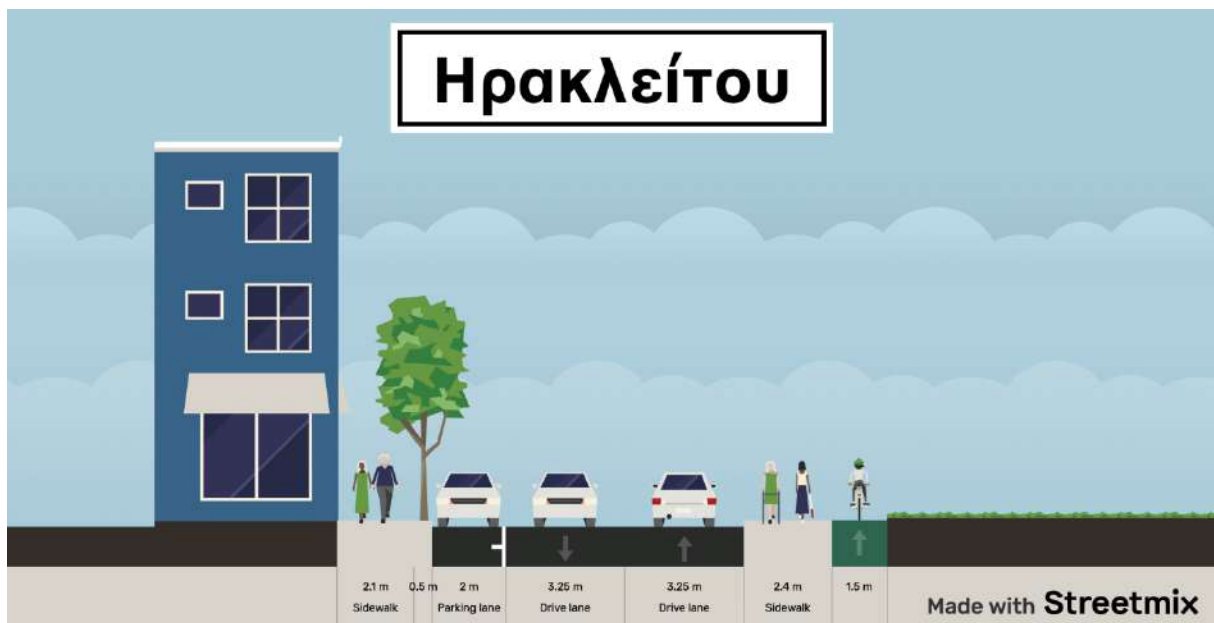 Ηρακλείτου
2.1 m 0.5 m 2 m 3.25 m 3.25 m 2.4 m 1.5 m
Sidewalk Parking lane Drive lane Drive lane Sidewalk
Made with Streetmix